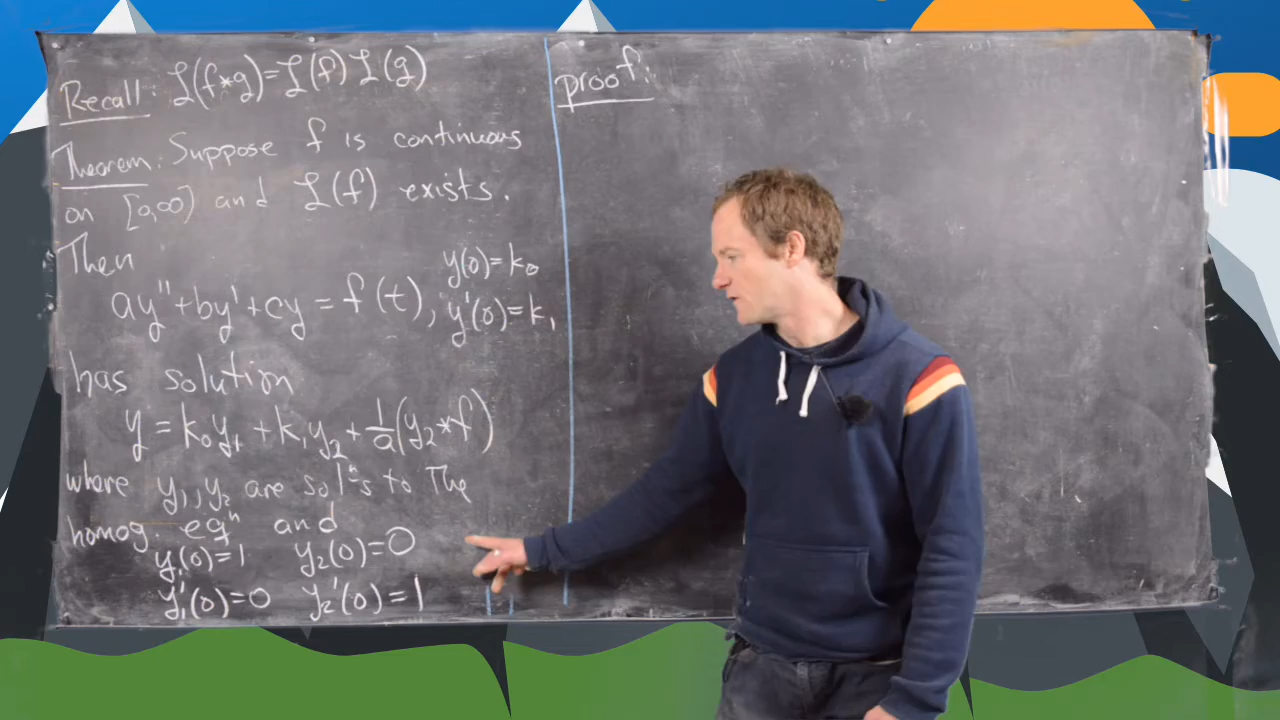 Recall: ℒ(f*g)=ℒ(f)ℒ(g)
Theorem: Suppose f is continuous
on [0,∞) and ℒ(f) exists.
Then
ay"+by'+cy = f(t), y(0)=k₀ y'(0)=k₁
has solution
y = k₀y₁ + k₁y₂ + 1/a(y₂*f)
where y₁, y₂ are solⁿs to the
homog. eqⁿ and
y₁(0)=1 y₂(0)=0
y₁'(0)=0 y₂'(0)=1
proof: